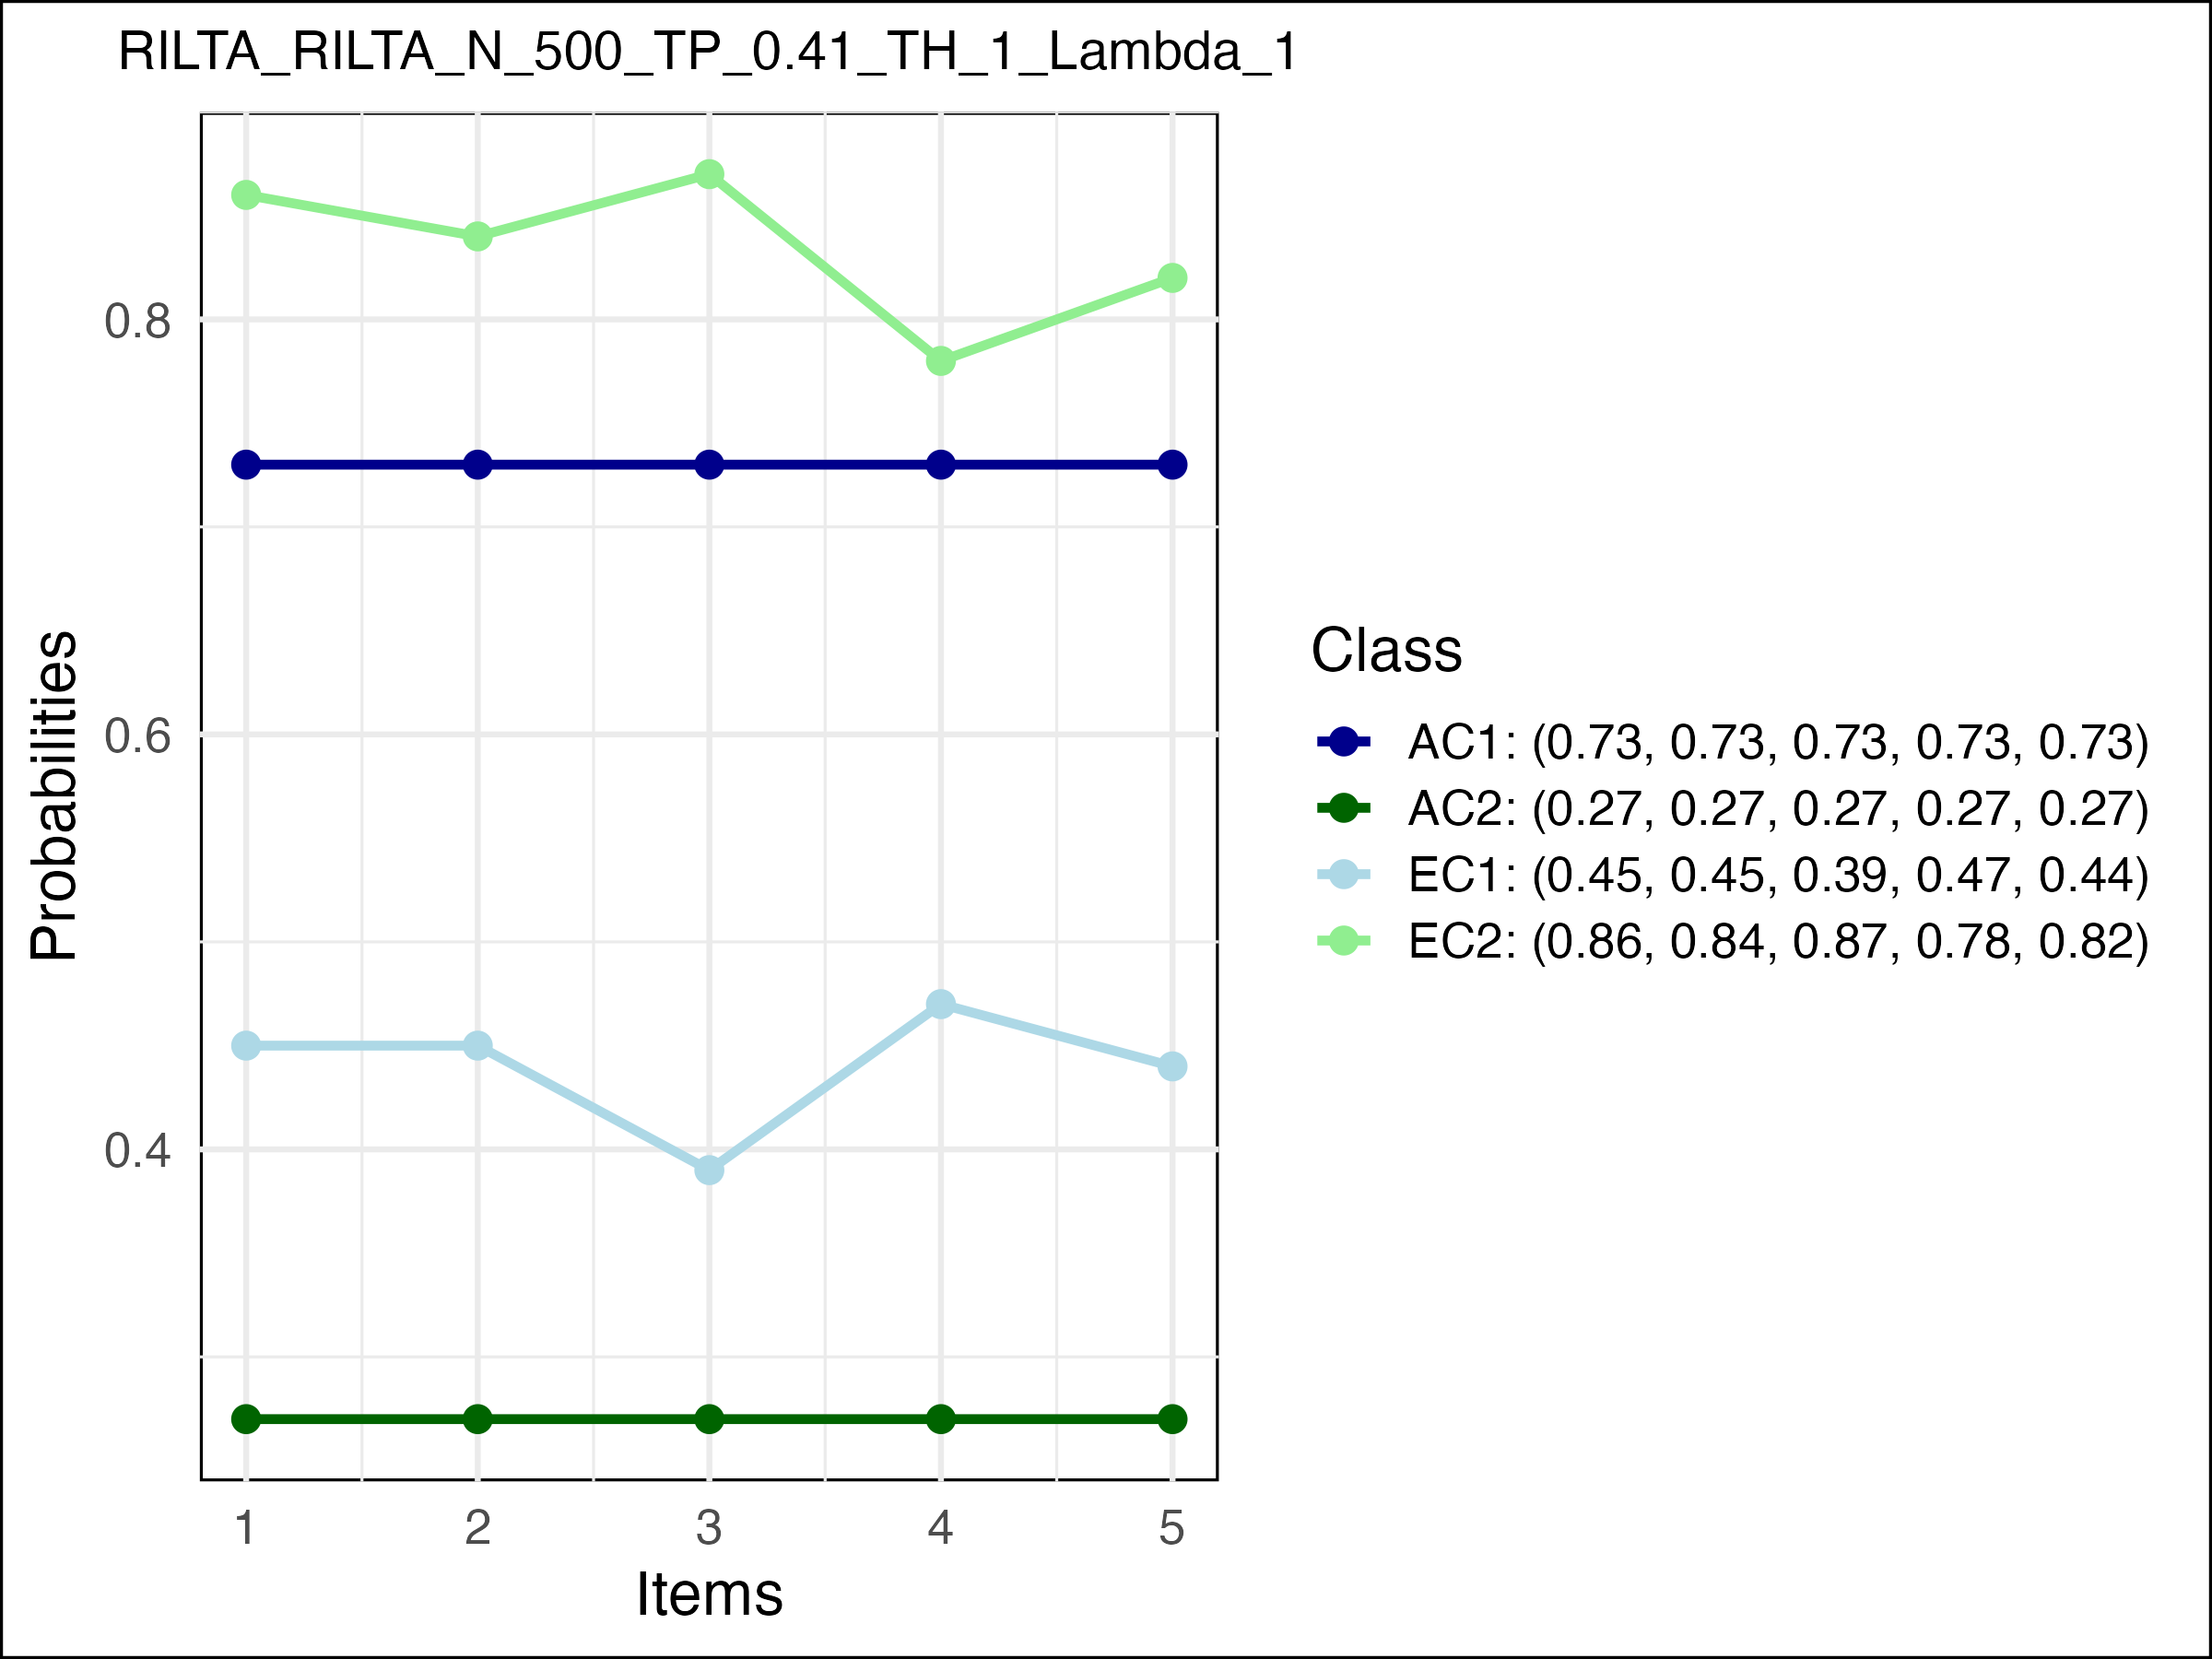 RILTA_RILTA_N_500_TP_0.41_TH_1_Lambda_1
Probabilities
0.8
0.6
0.4
1 2 3 4 5
Items
Class
AC1: (0.73, 0.73, 0.73, 0.73, 0.73)
AC2: (0.27, 0.27, 0.27, 0.27, 0.27)
EC1: (0.45, 0.45, 0.39, 0.47, 0.44)
EC2: (0.86, 0.84, 0.87, 0.78, 0.82)